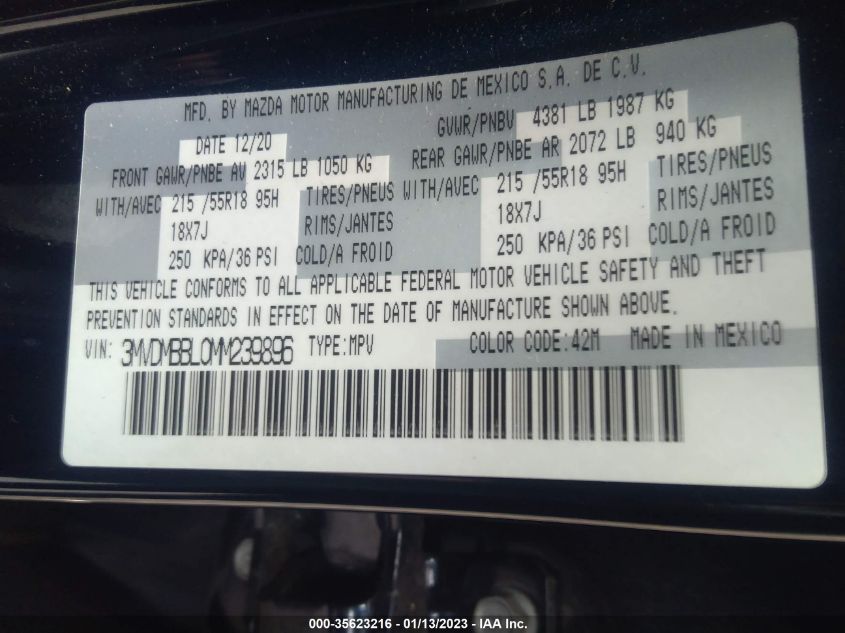 MFD. BY MAZDA MOTOR MANUFACTURING DE MEXICO S.A. DE C.V.
DATE 12/20 GVWR/PNBV 4381 LB 1987 KG
FRONT GAWR/PNBE AV 2315 LB 1050 KG REAR GAWR/PNBE AR 2072 LB 940 KG
WITH/AVEC 215 /55R18 95H TIRES/PNEUS WITH/AVEC 215 /55R18 95H TIRES/PNEUS
18X7J RIMS/JANTES 18X7J RIMS/JANTES
250 KPA/36 PSI COLD/A FROID 250 KPA/36 PSI COLD/A FROID
THIS VEHICLE CONFORMS TO ALL APPLICABLE FEDERAL MOTOR VEHICLE SAFETY AND THEFT
PREVENTION STANDARDS IN EFFECT ON THE DATE OF MANUFACTURE SHOWN ABOVE.
VIN: 3MVDMBBL0MM239896 TYPE:MPV COLOR CODE:42M MADE IN MEXICO
000-35623216 - 01/13/2023 - IAA Inc.